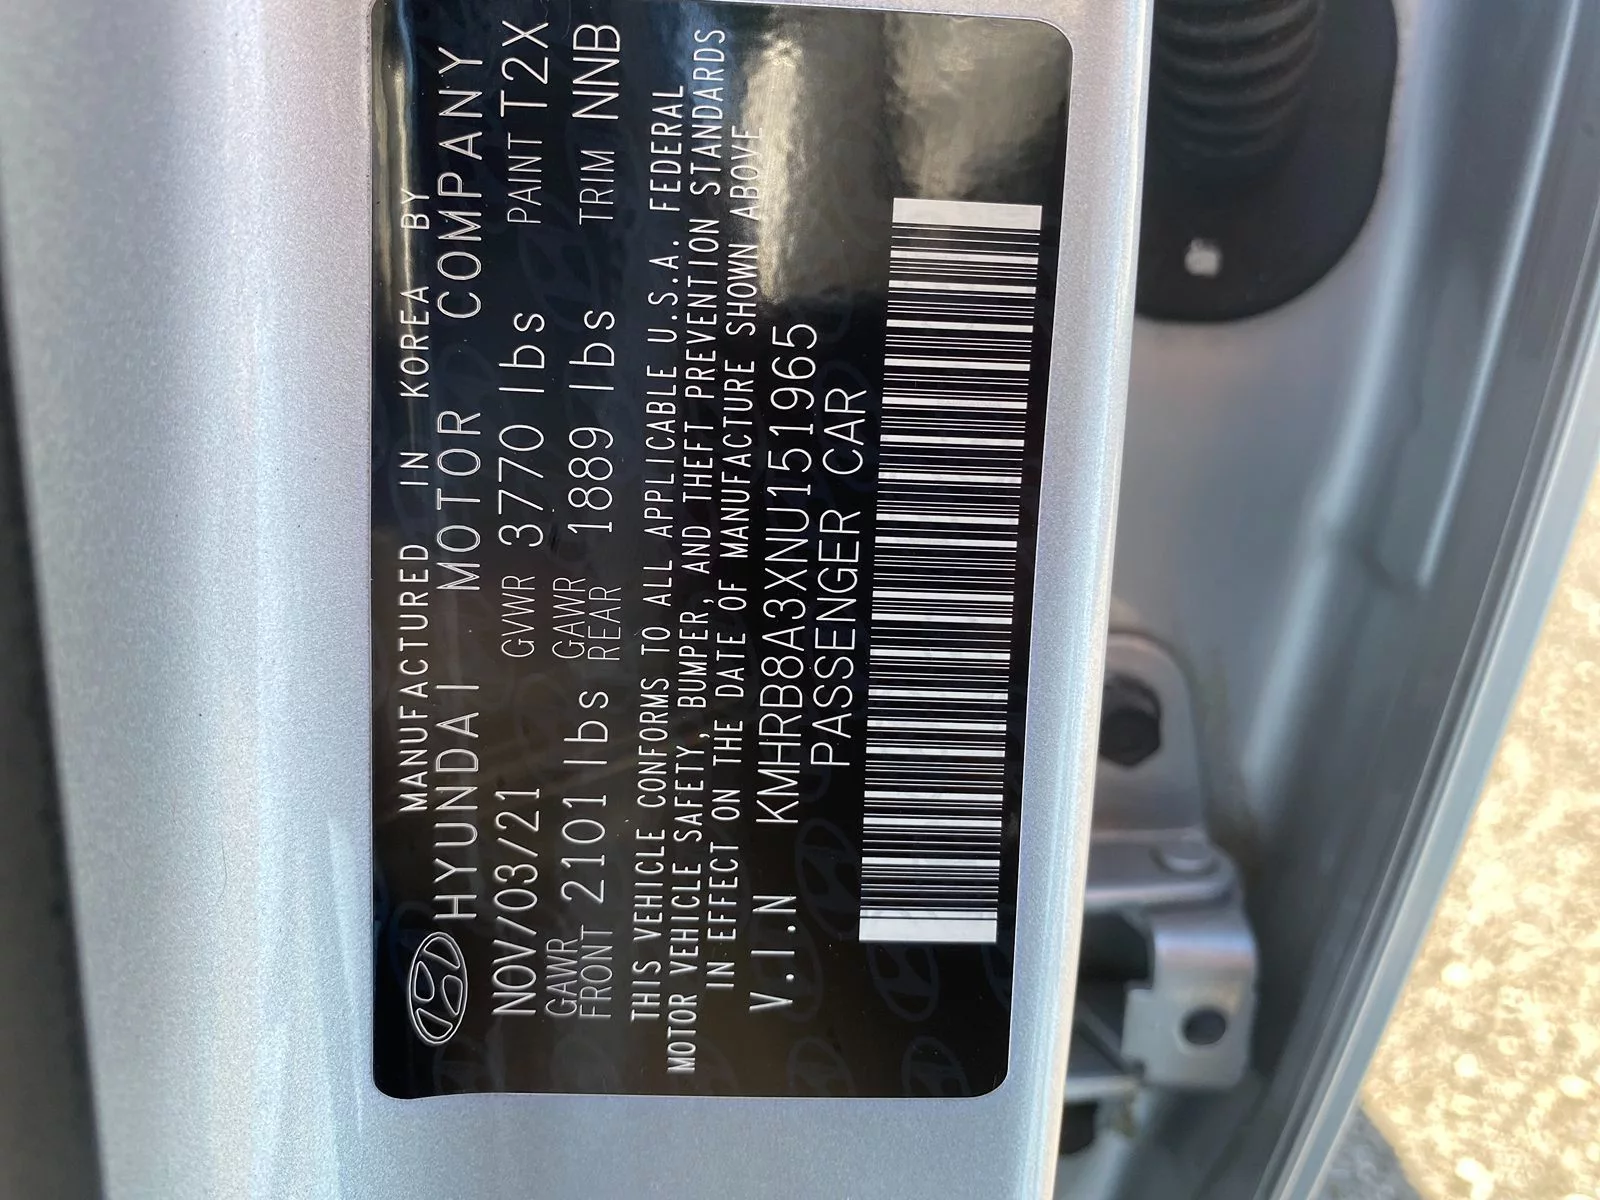 MANUFACTURED IN KOREA BY
HYUNDAI MOTOR COMPANY
NOV/03/21 GVWR 3770 lbs PAINT T2X
GAWR FRONT 2101 lbs GAWR REAR 1889 lbs TRIM NNB
THIS VEHICLE CONFORMS TO ALL APPLICABLE U.S.A. FEDERAL
MOTOR VEHICLE SAFETY, BUMPER, AND THEFT PREVENTION STANDARDS
IN EFFECT ON THE DATE OF MANUFACTURE SHOWN ABOVE
V.I.N KMHRB8A3XNU151965
PASSENGER CAR